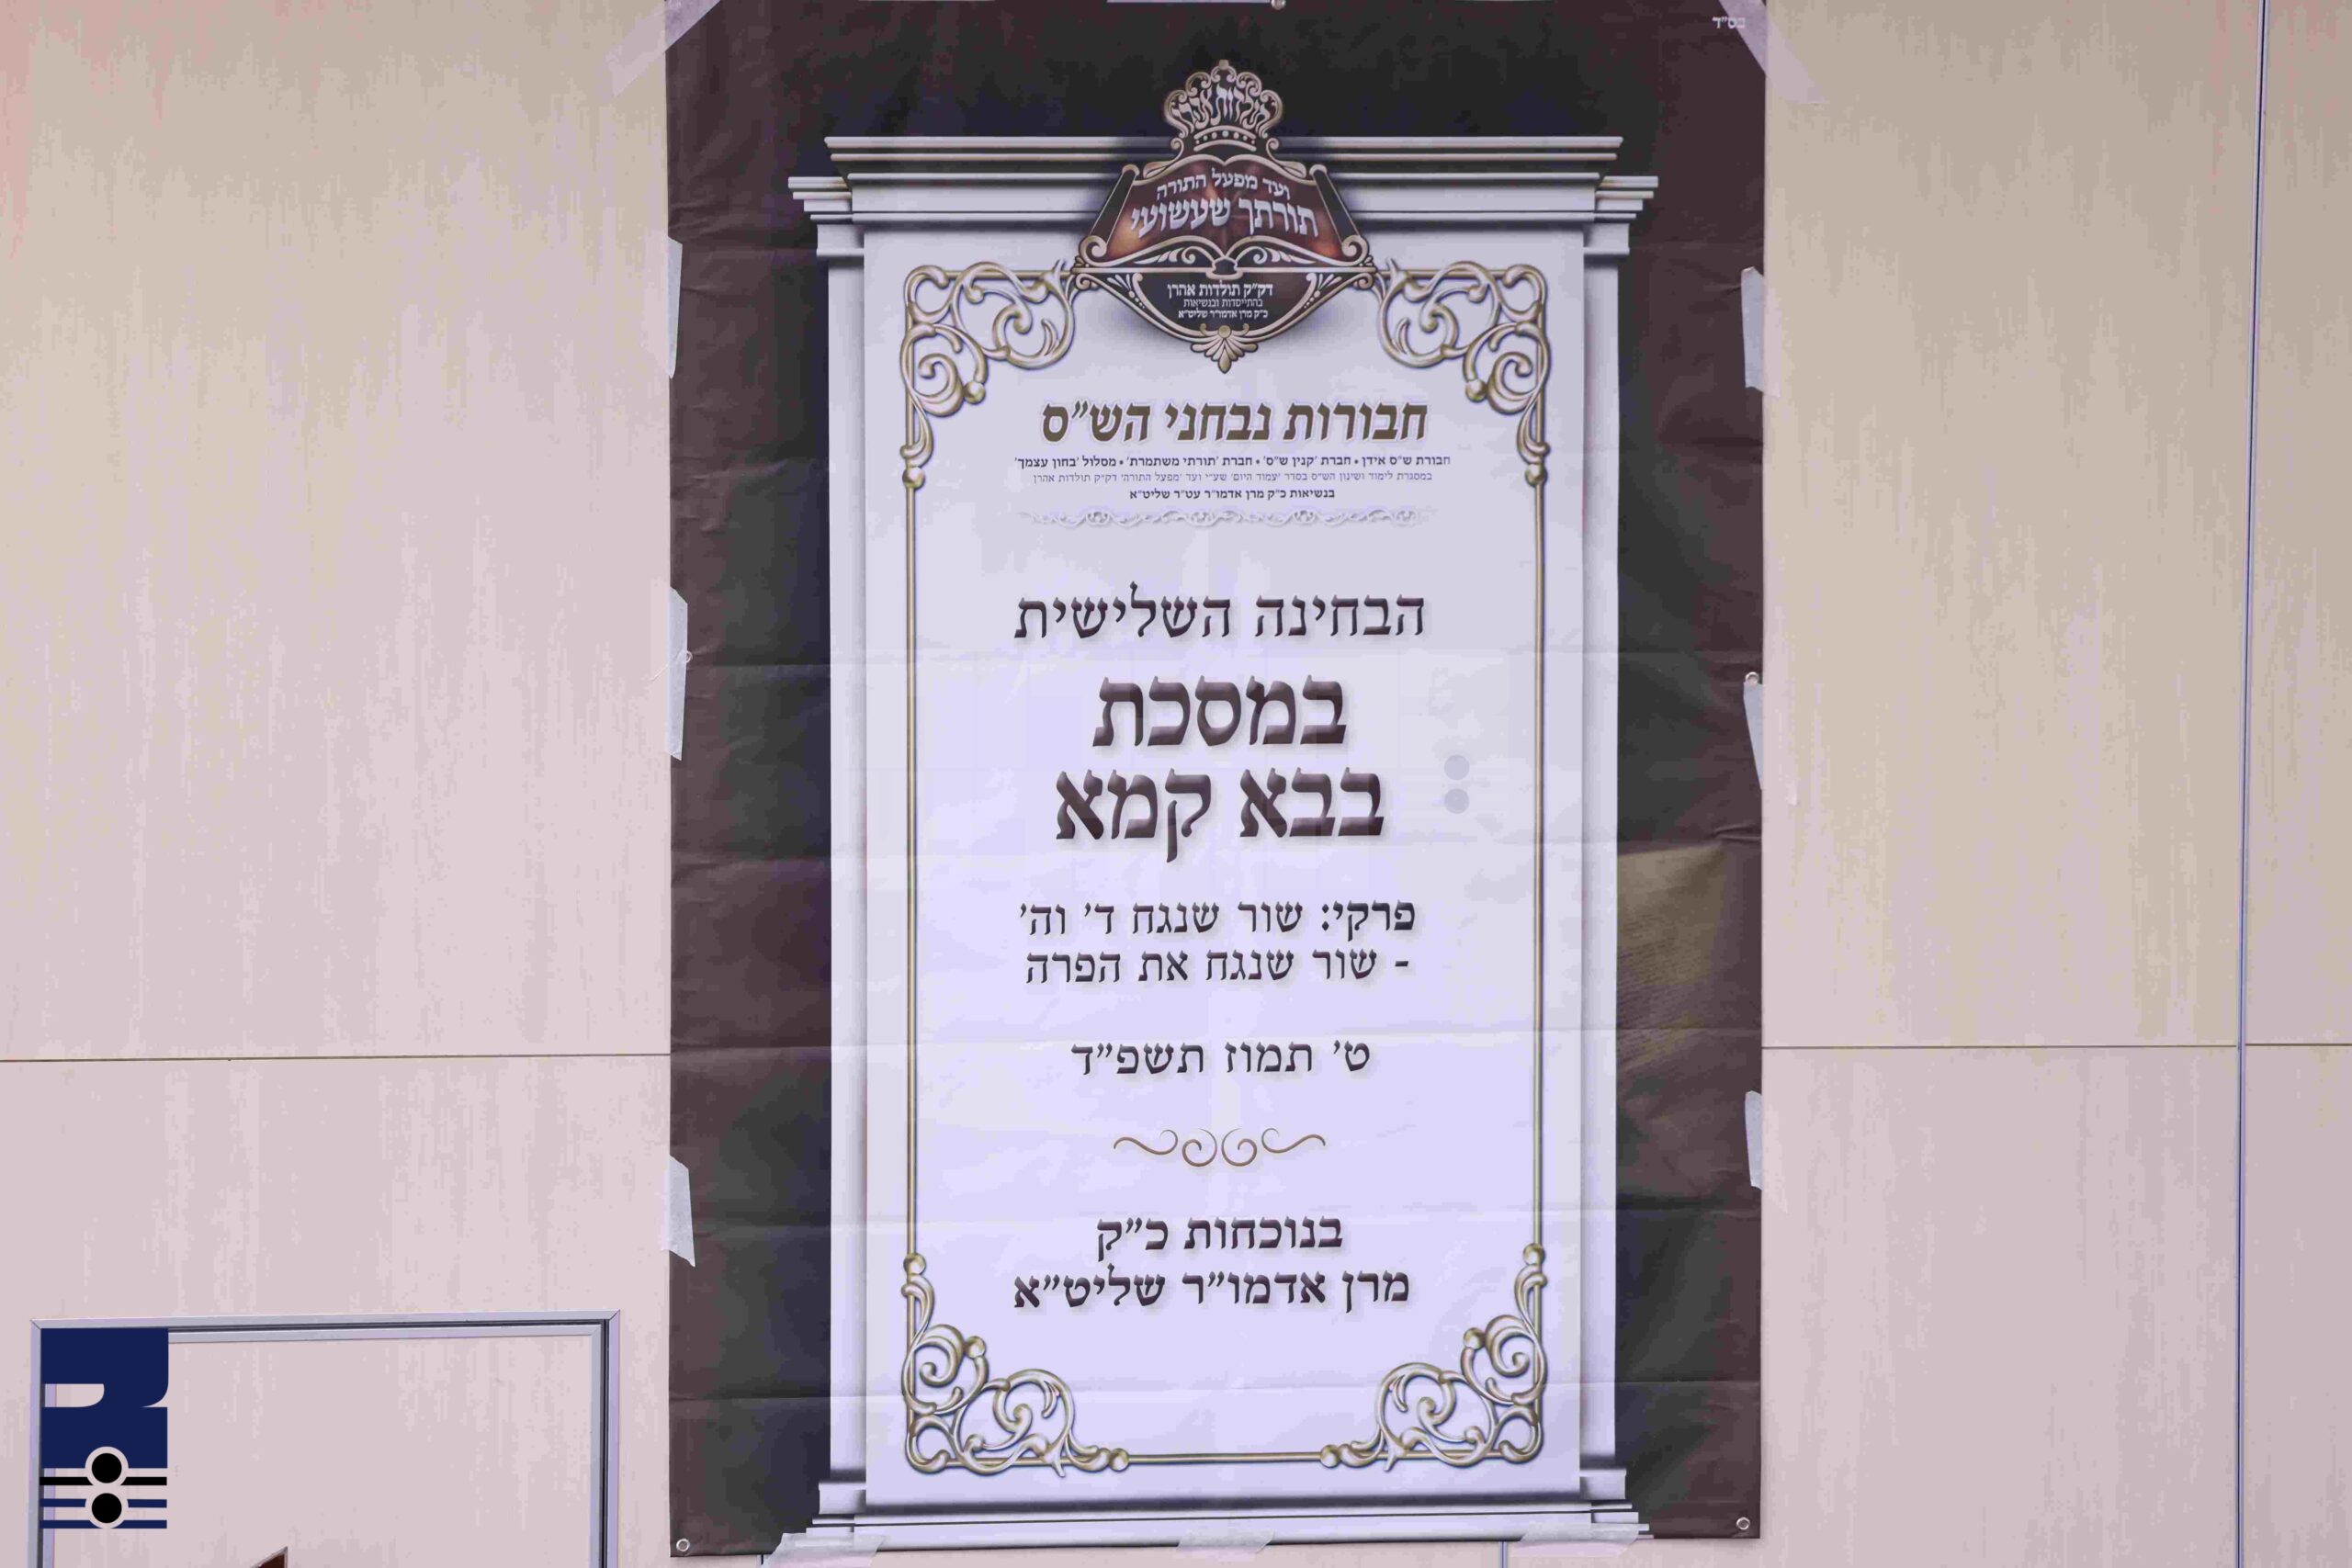 בס"ד
תולדות אהרן
ועד מפעל התורה
תורתך שעשועי
דק"ק תולדות אהרן
בהתייסדות ובנשיאות
כ"ק מרן אדמו"ר שליט"א
חבורות נבחני הש"ס
חבורת ש"ס אידן • חברת 'קנין ש"ס' • חברת 'תורתי משתמרת' • מסלול 'בחון עצמך'
במסגרת לימוד ושינון הש"ס בסדר 'עמוד היומי' שע"י ועד 'מפעל התורה' דק"ק תולדות אהרן
בנשיאות כ"ק מרן אדמו"ר עט"ר שליט"א
הבחינה השלישית
במסכת
בבא קמא
פרקי: שור שנגח ד' וה'
- שור שנגח את הפרה
ט' תמוז תשפ"ד
בנוכחות כ"ק
מרן אדמו"ר שליט"א